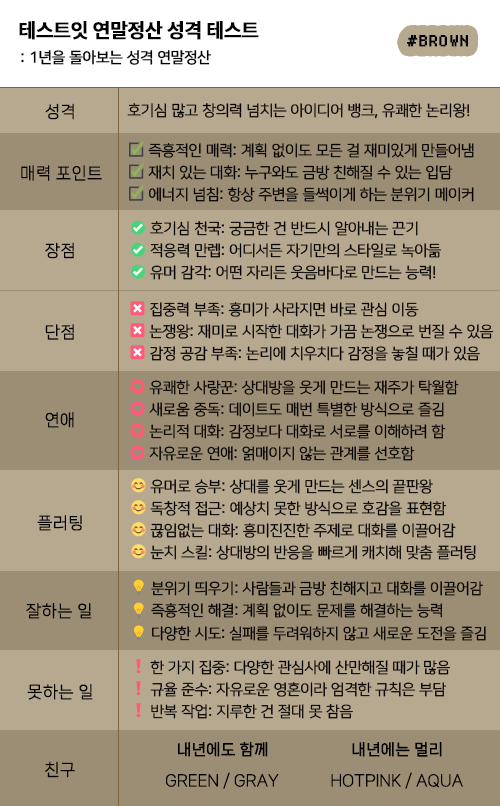 테스트잇 연말정산 성격 테스트
: 1년을 돌아보는 성격 연말정산
#BROWN
성격
호기심 많고 창의력 넘치는 아이디어 뱅크, 유쾌한 논리왕!
매력 포인트
즉흥적인 매력: 계획 없이도 모든 걸 재미있게 만들어냄
재치 있는 대화: 누구와도 금방 친해질 수 있는 입담
에너지 넘침: 항상 주변을 들썩이게 하는 분위기 메이커
장점
호기심 천국: 궁금한 건 반드시 알아내는 끈기
적응력 만렙: 어디서든 자기만의 스타일로 녹아듦
유머 감각: 어떤 자리든 웃음바다로 만드는 능력!
단점
집중력 부족: 흥미가 사라지면 바로 관심 이동
논쟁왕: 재미로 시작한 대화가 가끔 논쟁으로 번질 수 있음
감정 공감 부족: 논리에 치우치다 감정을 놓칠 때가 있음
연애
유쾌한 사랑꾼: 상대방을 웃게 만드는 재주가 탁월함
새로움 중독: 데이트도 매번 특별한 방식으로 즐김
논리적 대화: 감정보다 대화로 서로를 이해하려 함
자유로운 연애: 얽매이지 않는 관계를 선호함
플러팅
유머로 승부: 상대를 웃게 만드는 센스의 끝판왕
독창적 접근: 예상치 못한 방식으로 호감을 표현함
끊임없는 대화: 흥미진진한 주제로 대화를 이끌어감
눈치 스킬: 상대방의 반응을 빠르게 캐치해 맞춤 플러팅
잘하는 일
분위기 띄우기: 사람들과 금방 친해지고 대화를 이끌어감
즉흥적인 해결: 계획 없이도 문제를 해결하는 능력
다양한 시도: 실패를 두려워하지 않고 새로운 도전을 즐김
못하는 일
한 가지 집중: 다양한 관심사에 산만해질 때가 많음
규율 준수: 자유로운 영혼이라 엄격한 규칙은 부담
반복 작업: 지루한 건 절대 못 참음
친구
내년에도 함께
GREEN / GRAY
내년에는 멀리
HOTPINK / AQUA